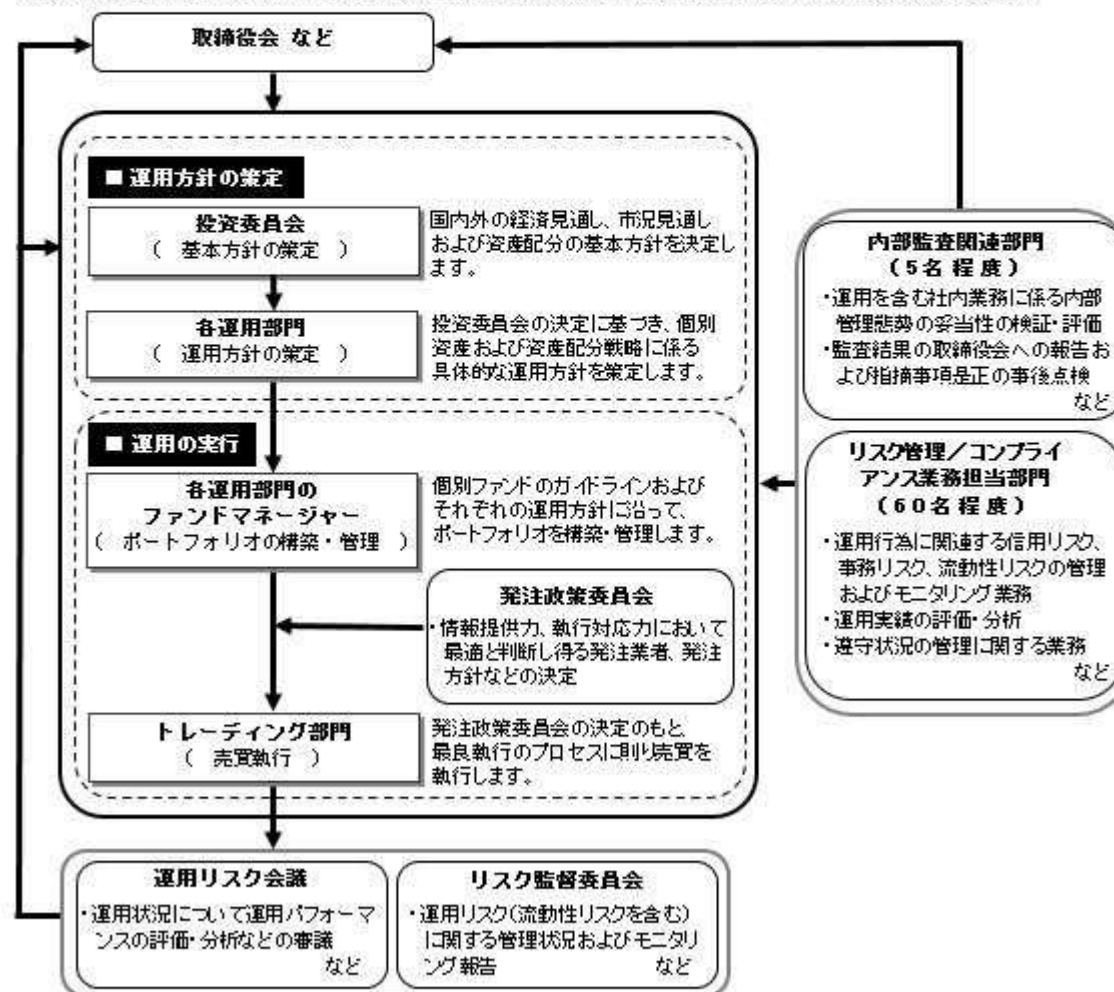 取締役会 など
■ 運用方針の策定
投資委員会
( 基本方針の策定 )
国内外の経済見通し、市況見通し
および資産配分の基本方針を決定し
ます。
各運用部門
( 運用方針の策定 )
投資委員会の決定に基づき、個別
資産および資産配分戦略に係る
具体的な運用方針を策定します。
■ 運用の実行
各運用部門の
ファンドマネージャー
( ポートフォリオの構築・管理 )
個別ファンドのガイドラインおよび
それぞれの運用方針に沿って、
ポートフォリオを構築・管理します。
発注政策委員会
・情報提供力、執行対応力において
最適と判断し得る発注業者、発注
方針などの決定
トレーディング部門
( 売買執行 )
発注政策委員会の決定のもと
最良執行のプロセスに則り売買を
執行します。
運用リスク会議
・運用状況について運用パフォーマ
ンスの評価・分析などの審議
など
リスク監督委員会
・運用リスク(流動性リスクを含む)
に関する管理状況およびモニタリ
ング報告 など
内部監査関連部門
(5名程度)
・運用を含む社内業務に係る内部
管理態勢の妥当性の検証・評価
・監査結果の取締役会への報告お
よび指摘事項是正の事後点検
など
リスク管理/コンプライ
アンス業務担当部門
(60名程度)
・運用行為に関連する信用リスク、
事務リスク、流動性リスクの管理
およびモニタリング業務
・運用実績の評価・分析
・遵守状況の管理に関する業務
など